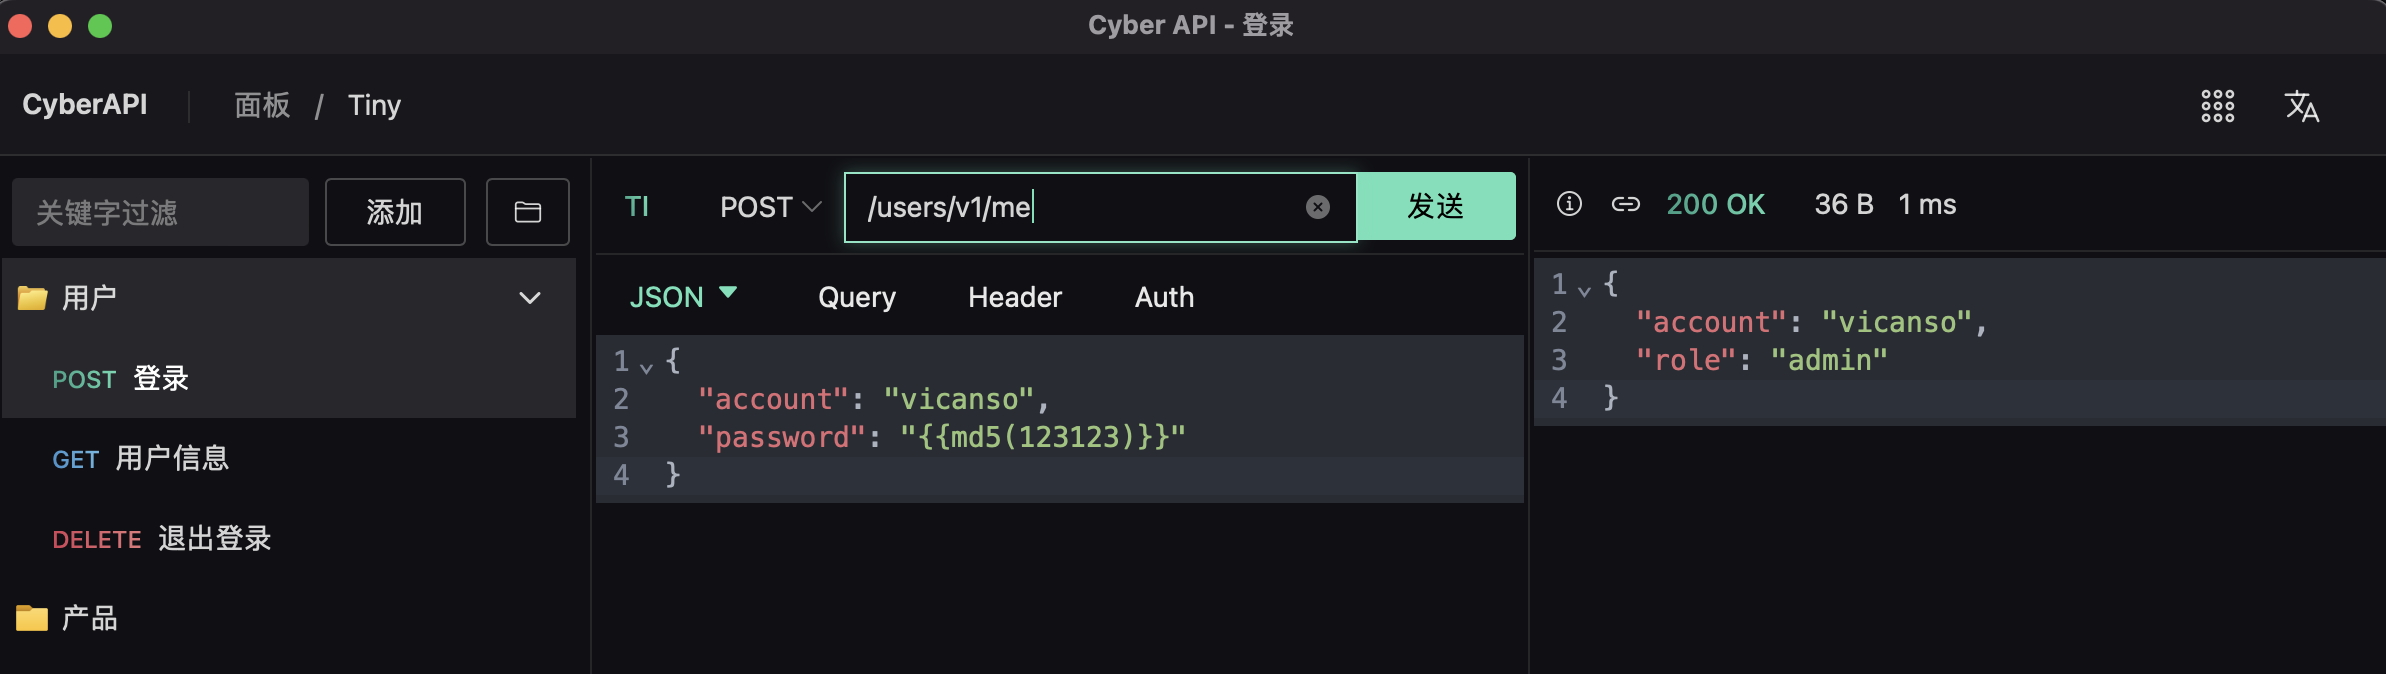 Cyber API - 登录
CyberAPI
面板 / Tiny
关键字过滤
添加
用户
POST 登录
GET 用户信息
DELETE 退出登录
产品
TI
POST
/users/v1/me
发送
JSON
Query
Header
Auth
1 {
2 "account": "vicanso",
3 "password": "{{md5(123123)}}"
4 }
200 OK
36 B
1 ms
1 {
2 "account": "vicanso",
3 "role": "admin"
4 }